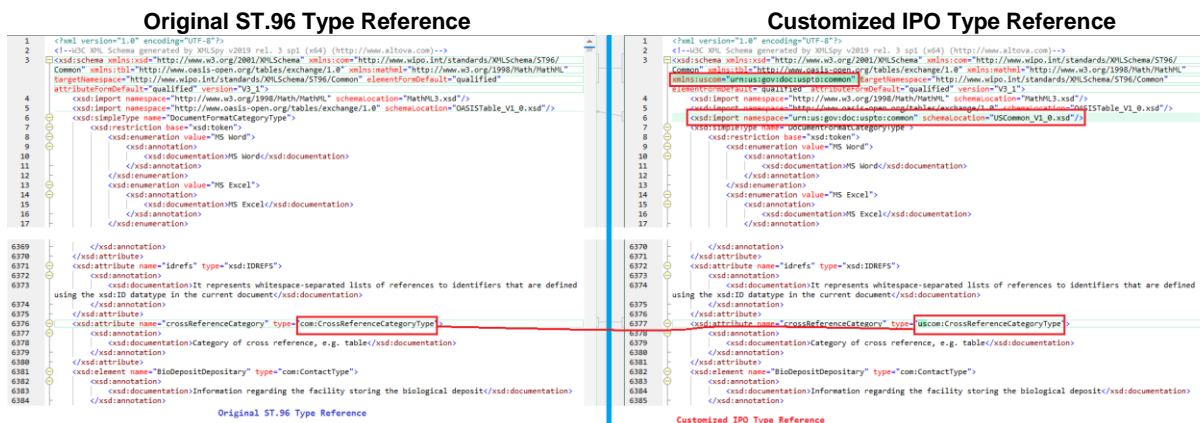 Original ST.96 Type Reference
1 <?xml version="1.0" encoding="UTF-8"?>
2 <!--W3C XML Schema generated by XMLSpy v2019 rel. 3 sp1 (x64) (http://www.altova.com)-->
3 <xsd:schema xmlns:xsd="http://www.w3.org/2001/XMLSchema" xmlns:com="http://www.wipo.int/standards/XMLSchema/ST96/
Common" xmlns:tbl="http://www.oasis-open.org/tables/exchange/1.0" xmlns:mathml="http://www.w3.org/1998/Math/MathML"
targetNamespace="http://www.wipo.int/standards/XMLSchema/ST96/Common" elementFormDefault="qualified"
attributeFormDefault="qualified" version="V3_1">
4 <xsd:import namespace="http://www.w3.org/1998/Math/MathML" schemaLocation="MathML3.xsd"/>
5 <xsd:import namespace="http://www.oasis-open.org/tables/exchange/1.0" schemaLocation="OASISTable_V1_0.xsd"/>
6 <xsd:simpleType name="DocumentFormatCategoryType">
7 <xsd:restriction base="xsd:token">
8 <xsd:enumeration value="MS Word">
9 <xsd:annotation>
10 <xsd:documentation>MS Word</xsd:documentation>
11 </xsd:annotation>
12 </xsd:enumeration>
13 <xsd:enumeration value="MS Excel">
14 <xsd:annotation>
15 <xsd:documentation>MS Excel</xsd:documentation>
16 </xsd:annotation>
17 </xsd:enumeration>
6369 </xsd:annotation>
6370 </xsd:attribute>
6371 <xsd:attribute name="idrefs" type="xsd:IDREFS">
6372 <xsd:annotation>
6373 <xsd:documentation>It represents whitespace-separated lists of references to identifiers that are defined
using the xsd:ID datatype in the current document</xsd:documentation>
6374 </xsd:annotation>
6375 </xsd:attribute>
6376 <xsd:attribute name="crossReferenceCategory" type="com:CrossReferenceCategoryType">
6377 <xsd:annotation>
6378 <xsd:documentation>Category of cross reference, e.g. table</xsd:documentation>
6379 </xsd:annotation>
6380 </xsd:attribute>
6381 <xsd:element name="BioDepositDepositary" type="com:ContactType">
6382 <xsd:annotation>
6383 <xsd:documentation>Information regarding the facility storing the biological deposit</xsd:documentation>
6384 </xsd:annotation>
Original ST.96 Type Reference
Customized IPO Type Reference
1 <?xml version="1.0" encoding="UTF-8"?>
2 <!--W3C XML Schema generated by XMLSpy v2019 rel. 3 sp1 (x64) (http://www.altova.com)-->
3 <xsd:schema xmlns:xsd="http://www.w3.org/2001/XMLSchema" xmlns:com="http://www.wipo.int/standards/XMLSchema/ST96/
Common" xmlns:tbl="http://www.oasis-open.org/tables/exchange/1.0" xmlns:mathml="http://www.w3.org/1998/Math/MathML"
xmlns:uscom="urn:us:gov:doc:uspto:common" targetNamespace="http://www.wipo.int/standards/XMLSchema/ST96/Common"
elementFormDefault="qualified" attributeFormDefault="qualified" version="V3_1">
4 <xsd:import namespace="http://www.w3.org/1998/Math/MathML" schemaLocation="MathML3.xsd"/>
5 <xsd:import namespace="http://www.oasis-open.org/tables/exchange/1.0" schemaLocation="OASISTable_V1_0.xsd"/>
6 <xsd:import namespace="urn:us:gov:doc:uspto:common" schemaLocation="USCommon_V1_0.xsd"/>
7 <xsd:simpleType name="DocumentFormatCategoryType">
8 <xsd:restriction base="xsd:token">
9 <xsd:enumeration value="MS Word">
10 <xsd:annotation>
11 <xsd:documentation>MS Word</xsd:documentation>
12 </xsd:annotation>
13 </xsd:enumeration>
14 <xsd:enumeration value="MS Excel">
15 <xsd:annotation>
16 <xsd:documentation>MS Excel</xsd:documentation>
17 </xsd:annotation>
6370 </xsd:annotation>
6371 </xsd:attribute>
6372 <xsd:attribute name="idrefs" type="xsd:IDREFS">
6373 <xsd:annotation>
6374 <xsd:documentation>It represents whitespace-separated lists of references to identifiers that are defined
using the xsd:ID datatype in the current document</xsd:documentation>
6375 </xsd:annotation>
6376 </xsd:attribute>
6377 <xsd:attribute name="crossReferenceCategory" type="uscom:CrossReferenceCategoryType">
6378 <xsd:annotation>
6379 <xsd:documentation>Category of cross reference, e.g. table</xsd:documentation>
6380 </xsd:annotation>
6381 </xsd:attribute>
6382 <xsd:element name="BioDepositDepositary" type="com:ContactType">
6383 <xsd:annotation>
6384 <xsd:documentation>Information regarding the facility storing the biological deposit</xsd:documentation>
6385 </xsd:annotation>
Customized IPO Type Reference